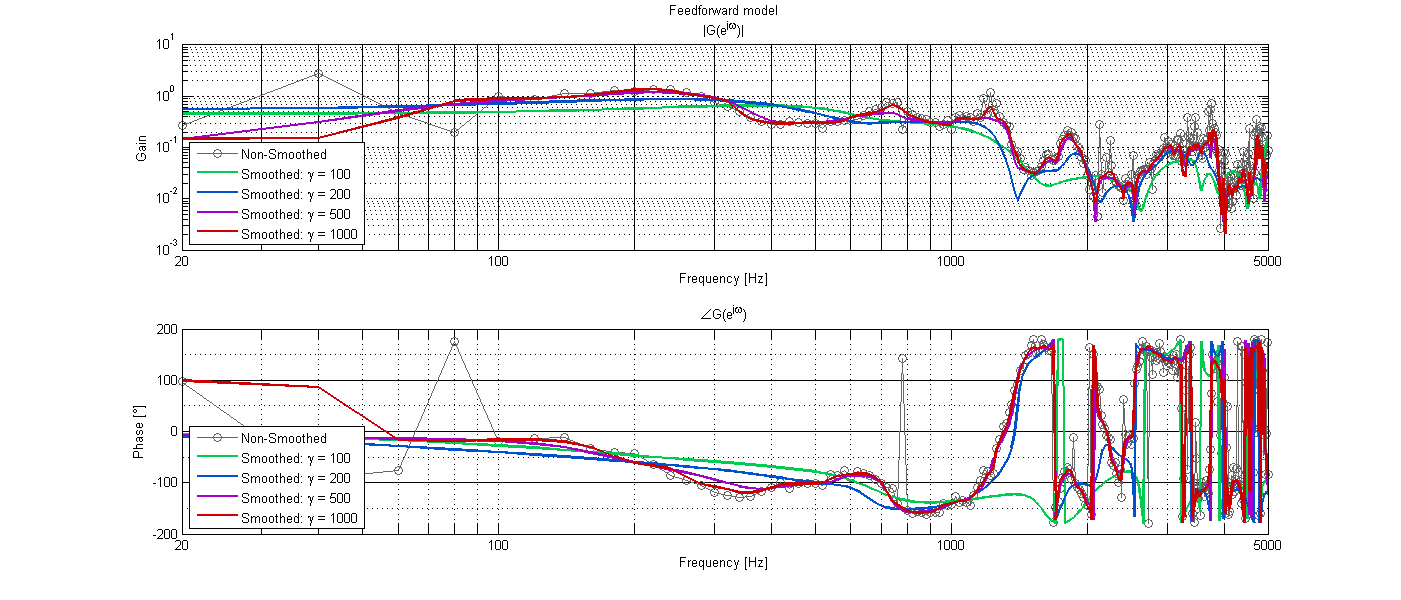 Feedforward model
|G(e^{jω})|
10^1
10^0
10^-1
10^-2
10^-3
Gain
Non-Smoothed
Smoothed: γ = 100
Smoothed: γ = 200
Smoothed: γ = 500
Smoothed: γ = 1000
20 100 1000 5000
Frequency [Hz]
∠G(e^{jω})
200
100
0
-100
-200
Phase [°]
Non-Smoothed
Smoothed: γ = 100
Smoothed: γ = 200
Smoothed: γ = 500
Smoothed: γ = 1000
20 100 1000 5000
Frequency [Hz]